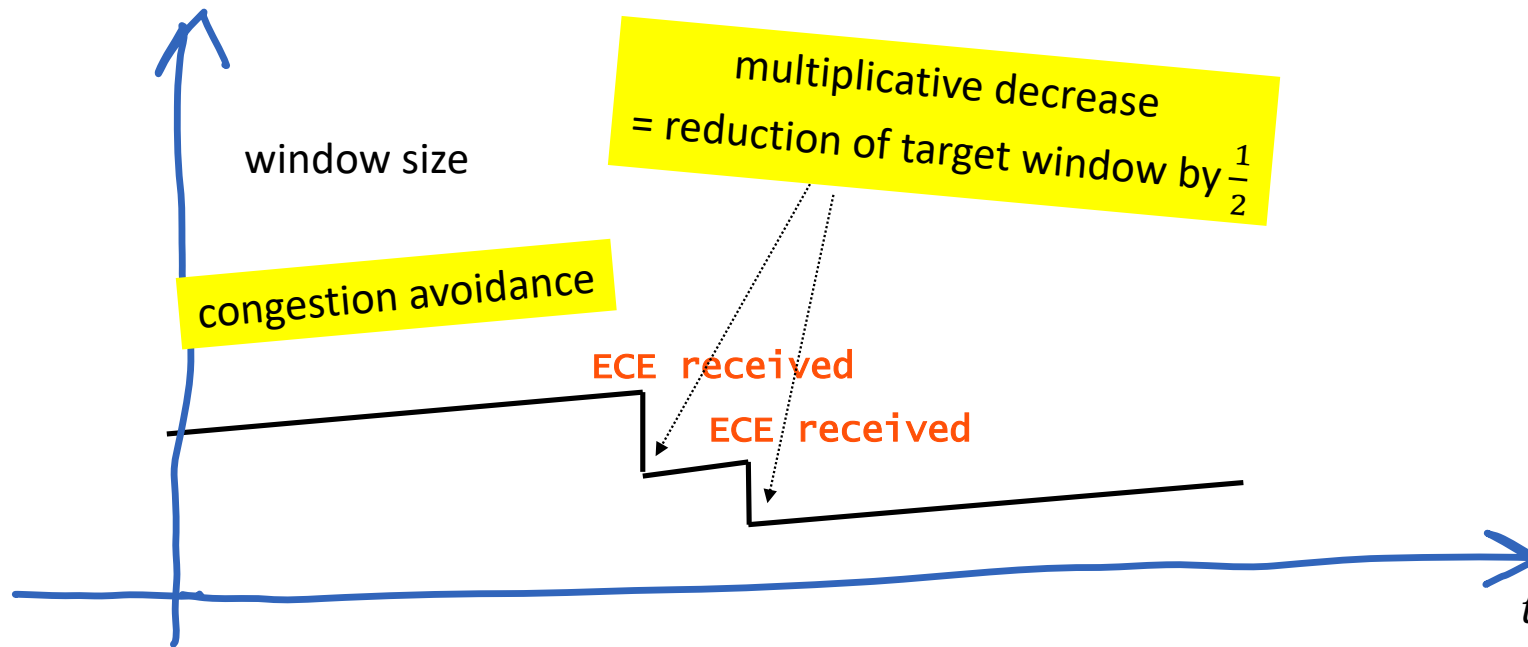 multiplicative decrease
= reduction of target window by 1/2
window size
congestion avoidance
ECE received
ECE received
t